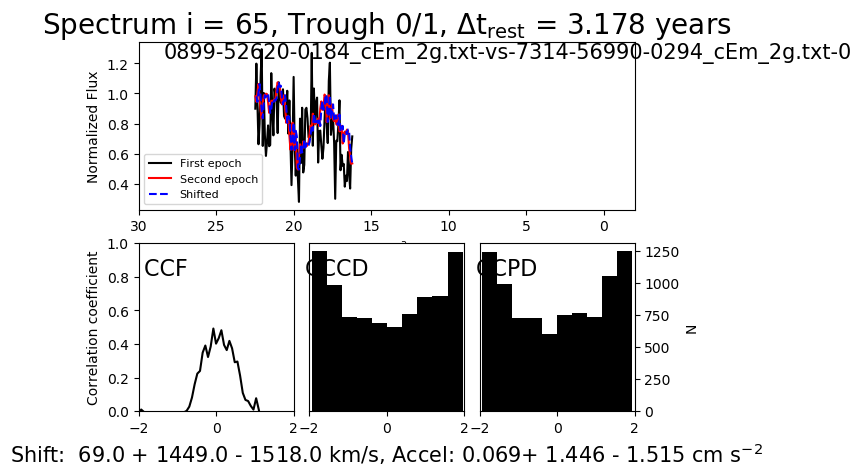 Spectrum i = 65, Trough 0/1, Δt_rest = 3.178 years
0899-52620-0184_cEm_2g.txt-vs-7314-56990-0294_cEm_2g.txt-0
Normalized Flux
1.2
1.0
0.8
0.6
0.4
First epoch
Second epoch
Shifted
30 25 20 15 10 5 0
Correlation coefficient
1.0
0.8
0.6
0.4
0.2
0.0
CCF
CCCD
CCPD
1250
1000
750
500
250
0
N
−2 0 2
−2 0 2
−2 0 2
Shift: 69.0 + 1449.0 - 1518.0 km/s, Accel: 0.069+ 1.446 - 1.515 cm s⁻²